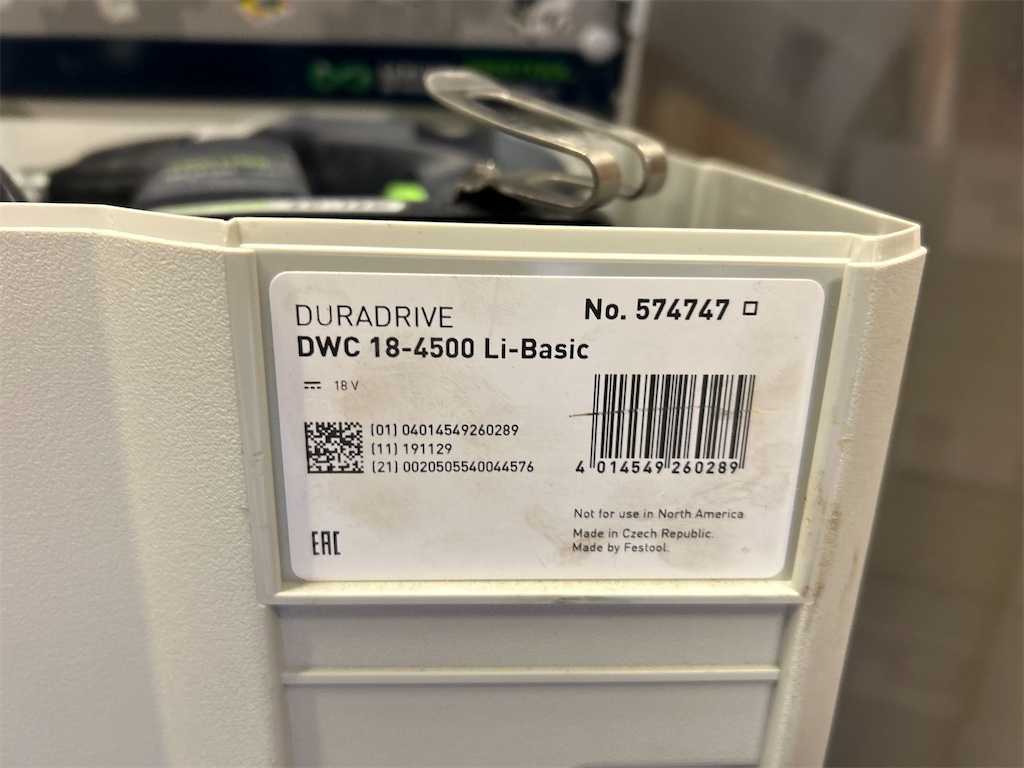 DURADRIVE
DWC 18-4500 Li-Basic
No. 574747
18 V
(01) 04014549260289
(11) 191129
(21) 0020505540044576
4 014549 260289
EAC
Not for use in North America
Made in Czech Republic.
Made by Festool.